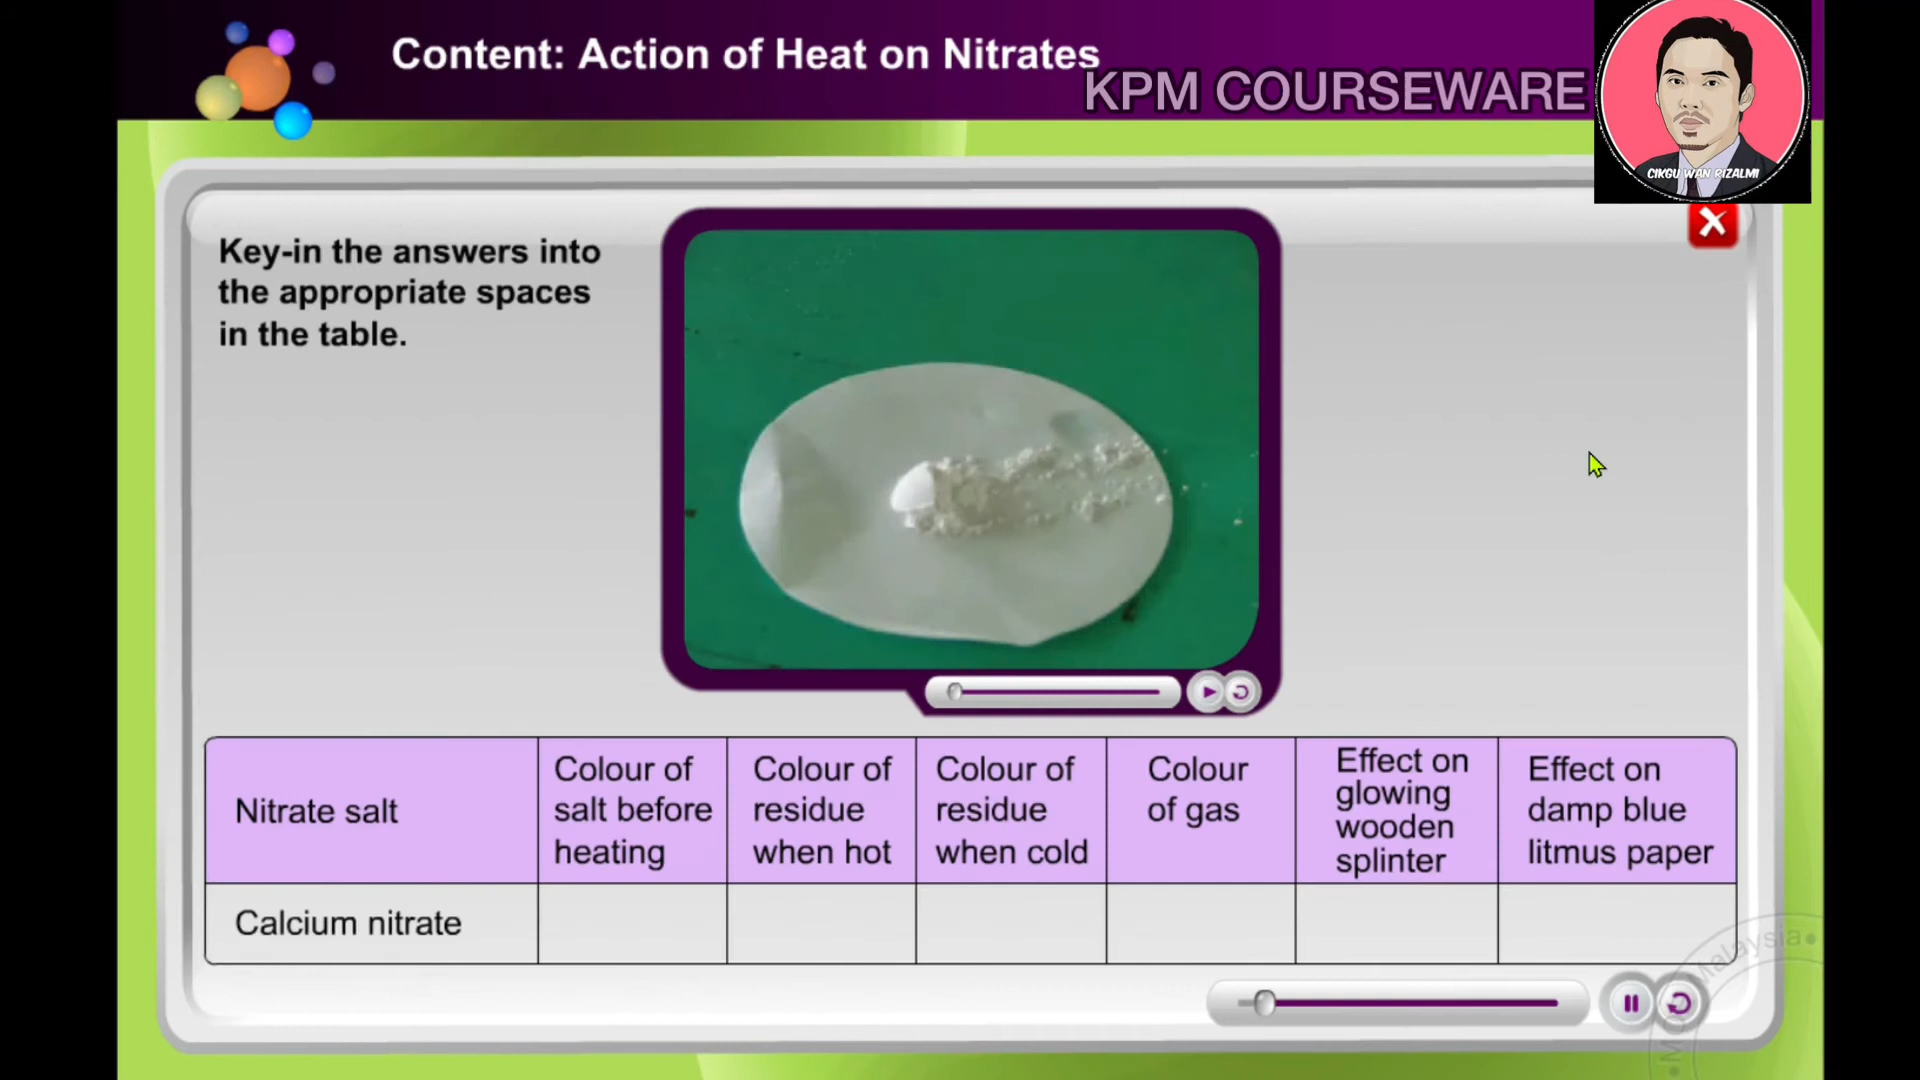 Content: Action of Heat on Nitrates
KPM COURSEWARE
CIKGU WAN RIZALMI
Key-in the answers into
the appropriate spaces
in the table.
Nitrate salt
Colour of
salt before
heating
Colour of
residue
when hot
Colour of
residue
when cold
Colour
of gas
Effect on
glowing
wooden
splinter
Effect on
damp blue
litmus paper
Calcium nitrate
Malaysia